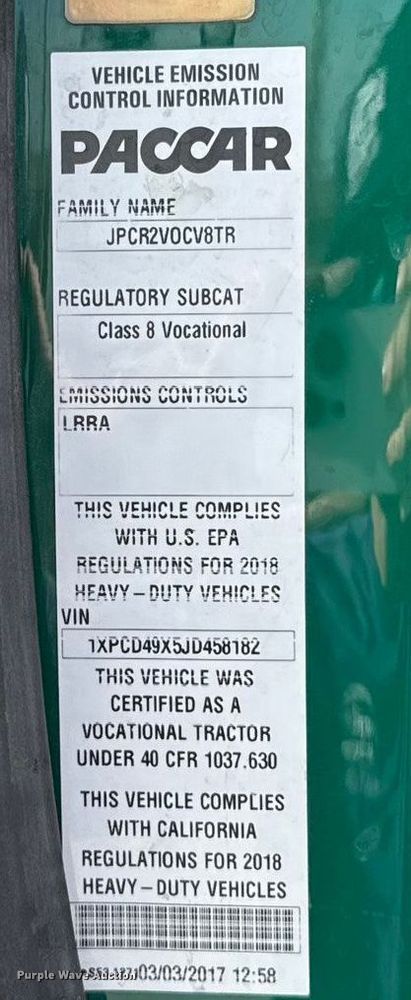 VEHICLE EMISSION
CONTROL INFORMATION
PACCAR
FAMILY NAME
JPCR2VOCV8TR
REGULATORY SUBCAT
Class 8 Vocational
EMISSIONS CONTROLS
LRRA
THIS VEHICLE COMPLIES
WITH U.S. EPA
REGULATIONS FOR 2018
HEAVY-DUTY VEHICLES
VIN
1XPCD49X5JD458182
THIS VEHICLE WAS
CERTIFIED AS A
VOCATIONAL TRACTOR
UNDER 40 CFR 1037.630
THIS VEHICLE COMPLIES
WITH CALIFORNIA
REGULATIONS FOR 2018
HEAVY-DUTY VEHICLES
03/03/2017 12:58
Purple Wave Auction